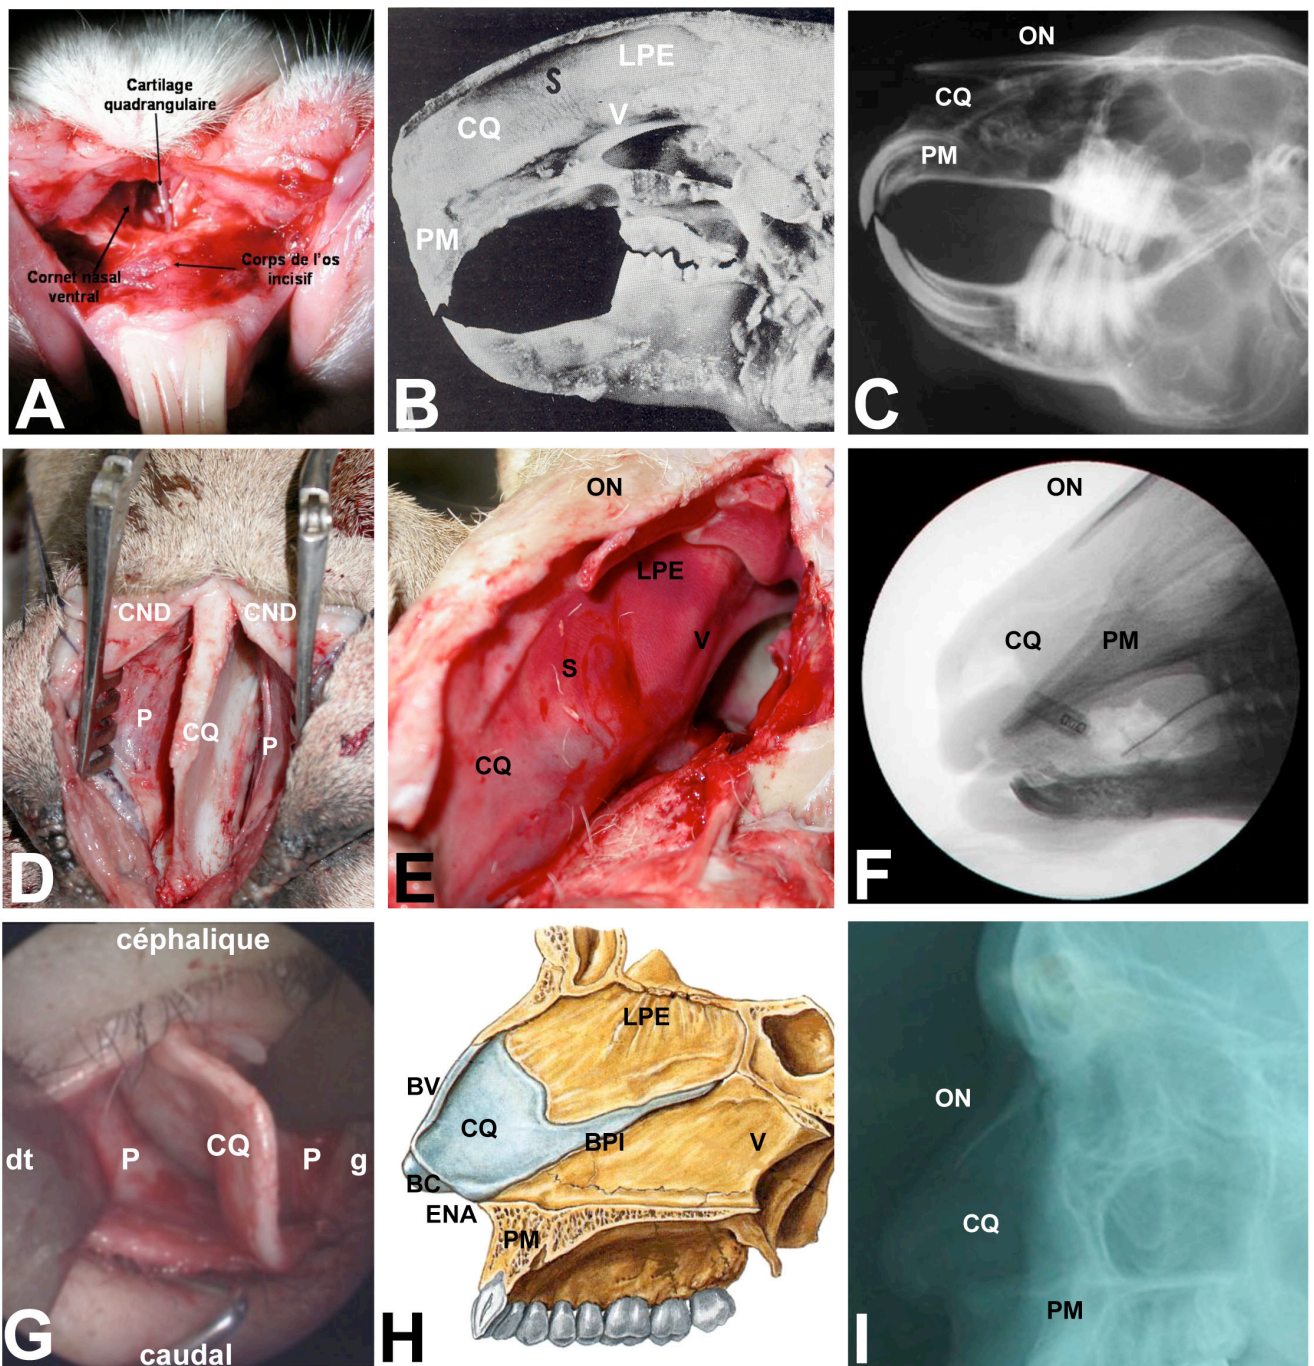 Cartilage
quadrangulaire
Cornet nasal
ventral
Corps de l'os
incisif
A
LPE
S
CQ
V
PM
B
ON
CQ
PM
C
CND
CND
P
CQ
P
D
ON
LPE
S
V
CQ
E
ON
CQ
PM
F
céphalique
dt
P
CQ
P
g
G
caudal
LPE
BV
CQ
BPI
V
BC
ENA
PM
H
ON
CQ
PM
I